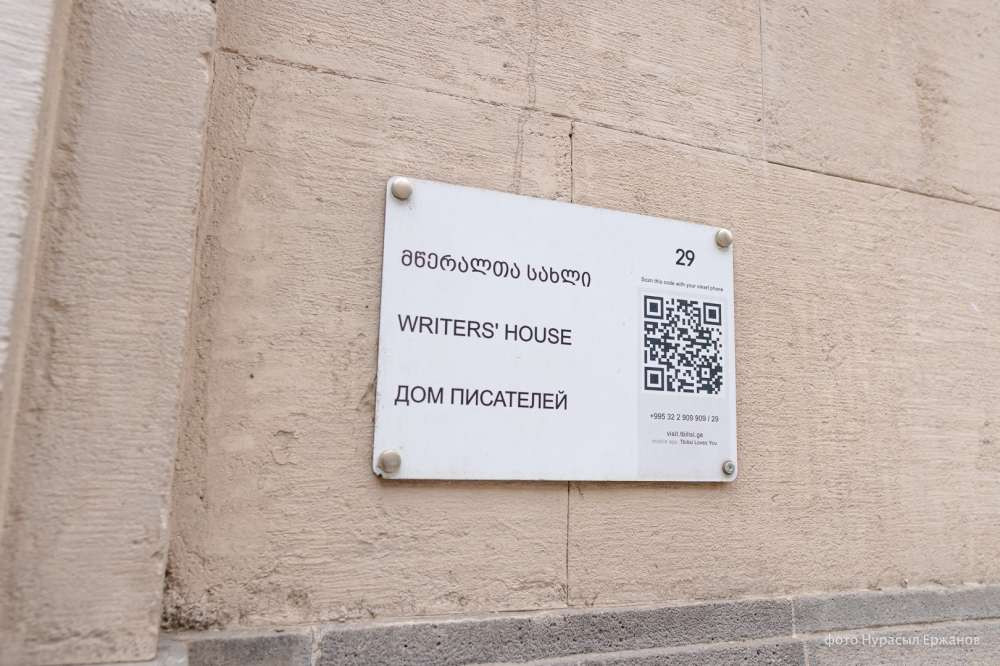 მწერალთა სახლი
WRITERS' HOUSE
ДОМ ПИСАТЕЛЕЙ
29
Scan this code with your smart phone
+995 32 2 909 909 / 29
visit.tbilisi.ge
mobile app: Tbilisi Loves You
фото Нурасыл Ержанов